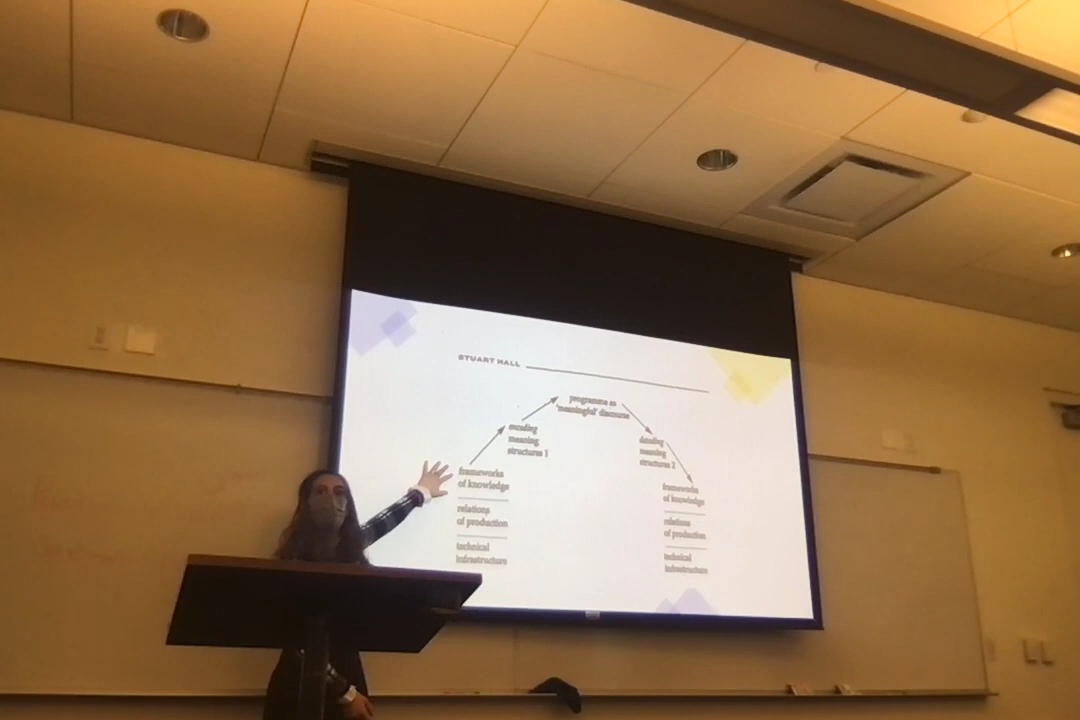 STUART HALL
programme as
'meaningful' discourse
encoding
meaning
structures 1
decoding
meaning
structures 2
frameworks
of knowledge
relations
of production
technical
infrastructure
frameworks
of knowledge
relations
of production
technical
infrastructure